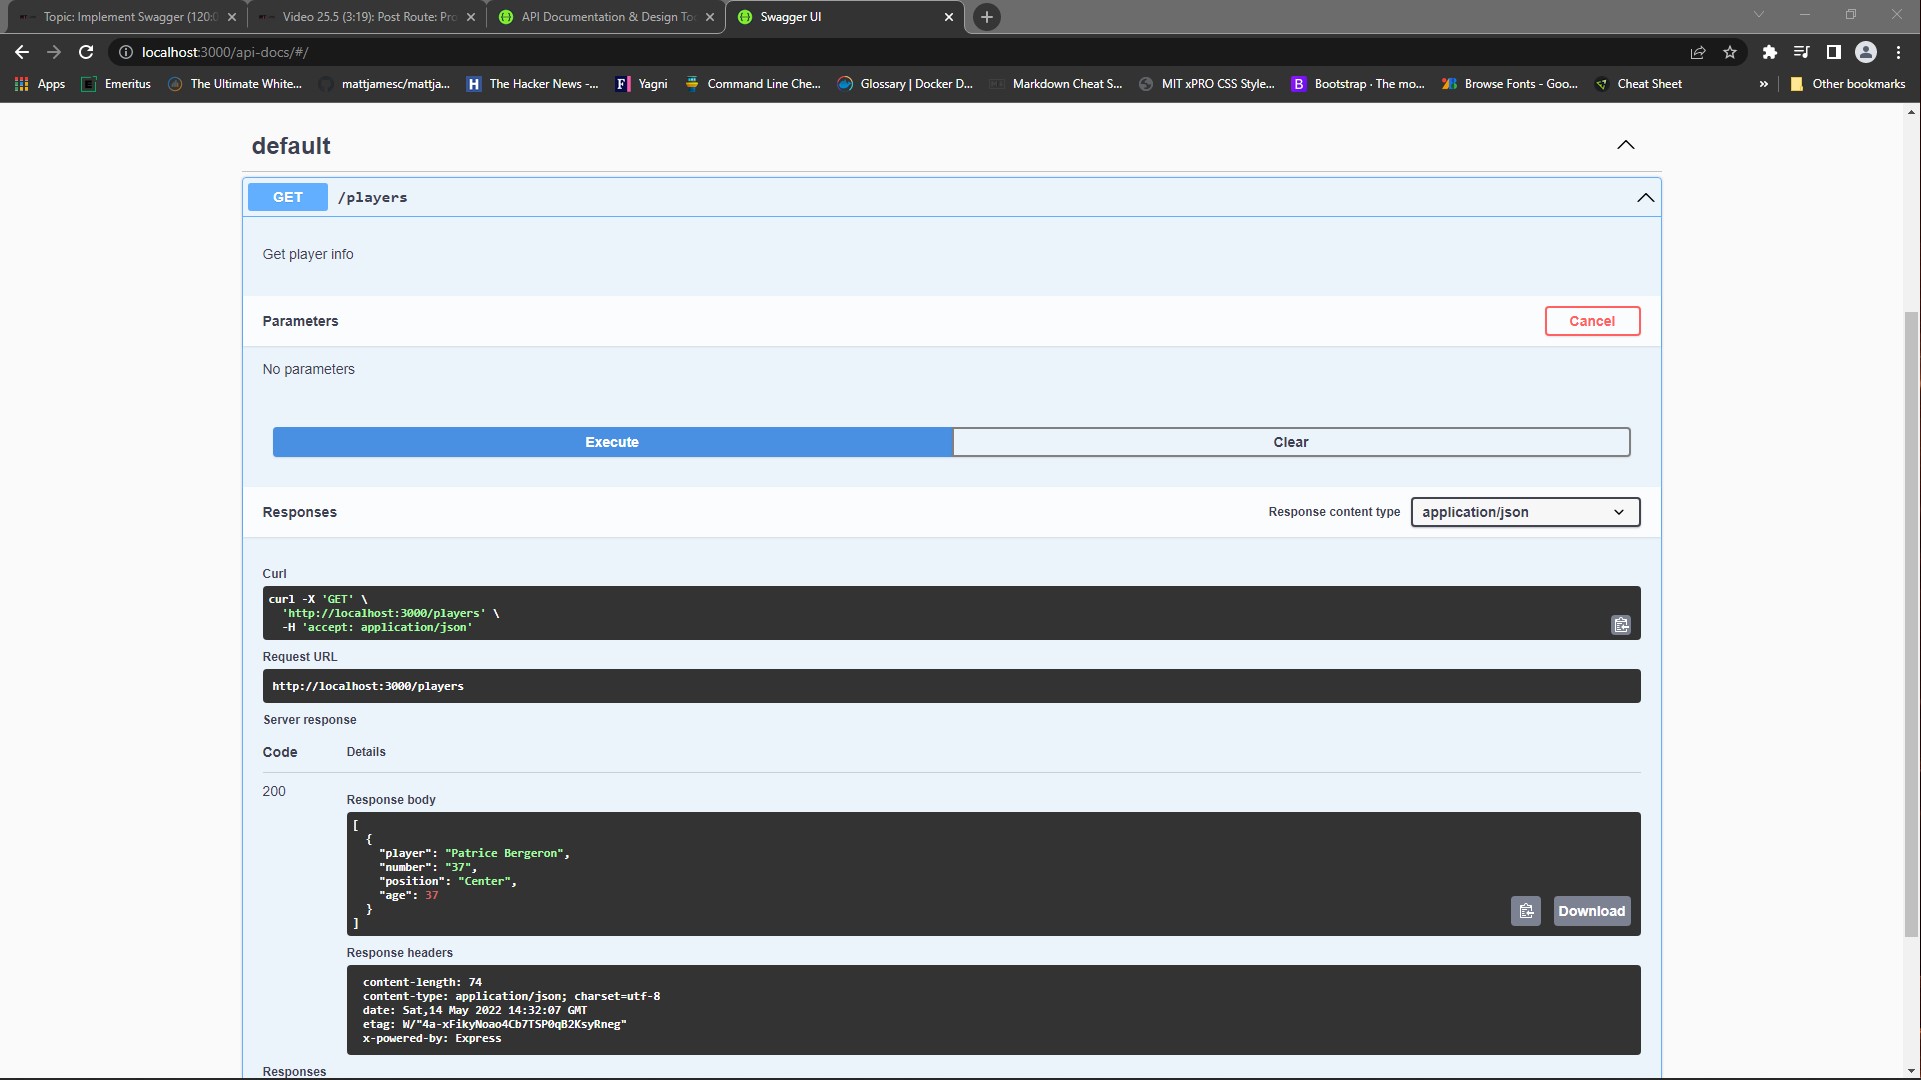 Topic: Implement Swagger (120:0
Video 25.5 (3:19): Post Route: Pro
API Documentation & Design Too
Swagger UI
localhost:3000/api-docs/#/
Apps
Emeritus
The Ultimate White...
mattjamesc/mattja...
The Hacker News -...
Yagni
Command Line Che...
Glossary | Docker D...
Markdown Cheat S...
MIT xPRO CSS Style...
Bootstrap · The mo...
Browse Fonts - Goo...
Cheat Sheet
»
Other bookmarks
default
GET /players
Get player info
Parameters
Cancel
No parameters
Execute
Clear
Responses
Response content type
application/json
Curl
curl -X 'GET' \
'http://localhost:3000/players' \
-H 'accept: application/json'
Request URL
http://localhost:3000/players
Server response
Code
Details
200
Response body
[
{
"player": "Patrice Bergeron",
"number": "37",
"position": "Center",
"age": 37
}
]
Download
Response headers
content-length: 74
content-type: application/json; charset=utf-8
date: Sat,14 May 2022 14:32:07 GMT
etag: W/"4a-xFikyNoao4Cb7TSP0qB2KsyRneg"
x-powered-by: Express
Responses